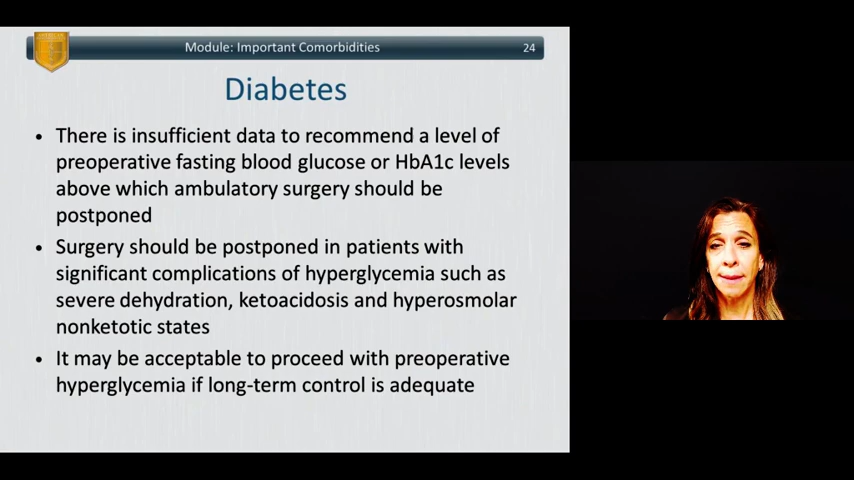 Module: Important Comorbidities
24
Diabetes
• There is insufficient data to recommend a level of
preoperative fasting blood glucose or HbA1c levels
above which ambulatory surgery should be
postponed
• Surgery should be postponed in patients with
significant complications of hyperglycemia such as
severe dehydration, ketoacidosis and hyperosmolar
nonketotic states
• It may be acceptable to proceed with preoperative
hyperglycemia if long-term control is adequate